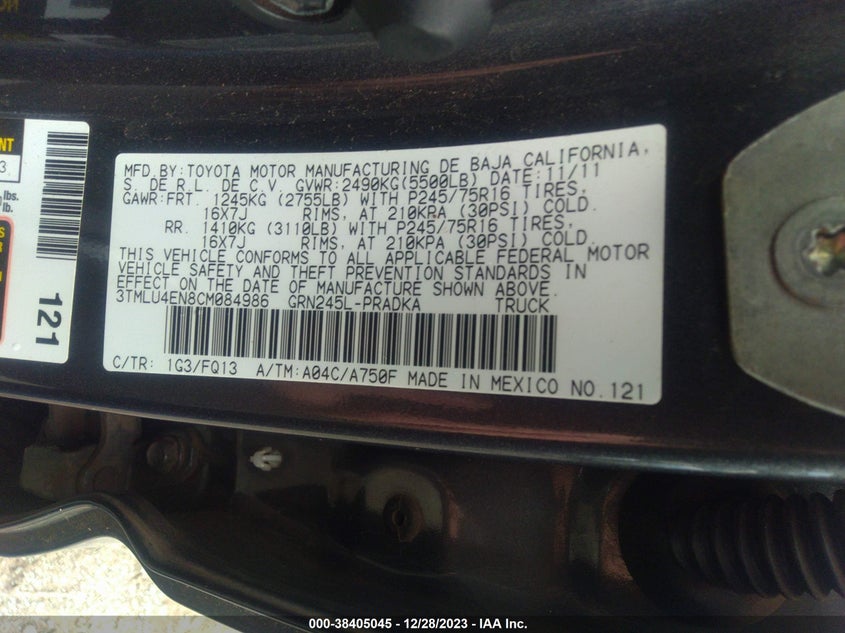 NT
3
lbs.
lb.
S
R
121
MFD.BY:TOYOTA MOTOR MANUFACTURING DE BAJA CALIFORNIA,
S. DE R.L. DE C.V. GVWR:2490KG(5500LB) DATE:11/11
GAWR:FRT. 1245KG (2755LB) WITH P245/75R16 TIRES,
16X7J RIMS, AT 210KPA (30PSI) COLD.
RR. 1410KG (3110LB) WITH P245/75R16 TIRES,
16X7J RIMS, AT 210KPA (30PSI) COLD.
THIS VEHICLE CONFORMS TO ALL APPLICABLE FEDERAL MOTOR
VEHICLE SAFETY AND THEFT PREVENTION STANDARDS IN
EFFECT ON THE DATE OF MANUFACTURE SHOWN ABOVE.
3TMLU4EN8CM084986 GRN245L-PRADKA TRUCK
C/TR: 1G3/FQ13 A/TM:A04C/A750F MADE IN MEXICO NO.121
000-38405045 - 12/28/2023 - IAA Inc.